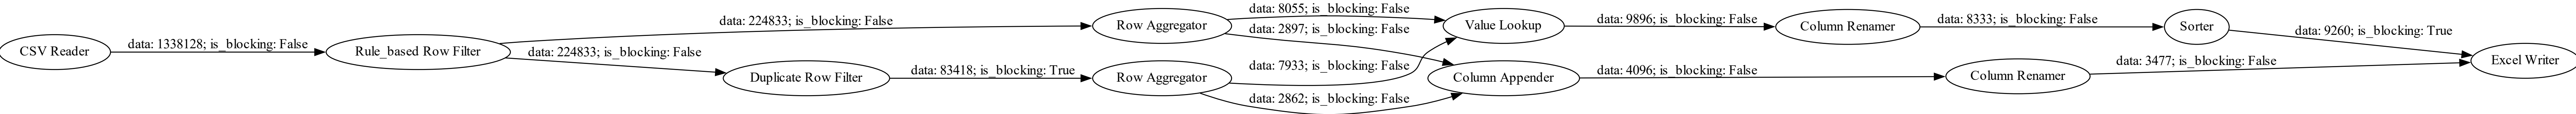 CSV Reader
data: 1338128; is_blocking: False
Rule_based Row Filter
data: 224833; is_blocking: False
data: 224833; is_blocking: False
Duplicate Row Filter
data: 83418; is_blocking: True
Row Aggregator
Row Aggregator
data: 8055; is_blocking: False
data: 2897; is_blocking: False
data: 7933; is_blocking: False
data: 2862; is_blocking: False
Value Lookup
Column Appender
data: 9896; is_blocking: False
data: 4096; is_blocking: False
Column Renamer
Column Renamer
data: 8333; is_blocking: False
Sorter
data: 9260; is_blocking: True
data: 3477; is_blocking: False
Excel Writer